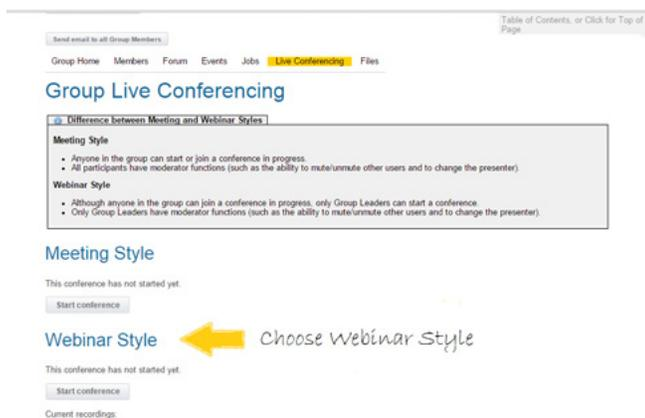 Table of Contents, or Click for Top of
Page
Send email to all Group Members
Group Home Members Forum Events Jobs Live Conferencing Files
Group Live Conferencing
Difference between Meeting and Webinar Styles
Meeting Style
Anyone in the group can start or join a conference in progress.
All participants have moderator functions (such as the ability to mute/unmute other users and to change the presenter).
Webinar Style
Although anyone in the group can join a conference in progress, only Group Leaders can start a conference.
Only Group Leaders have moderator functions (such as the ability to mute/unmute other users and to change the presenter).
Meeting Style
This conference has not started yet.
Start conference
Webinar Style Choose Webinar Style
This conference has not started yet.
Start conference
Current recordings: